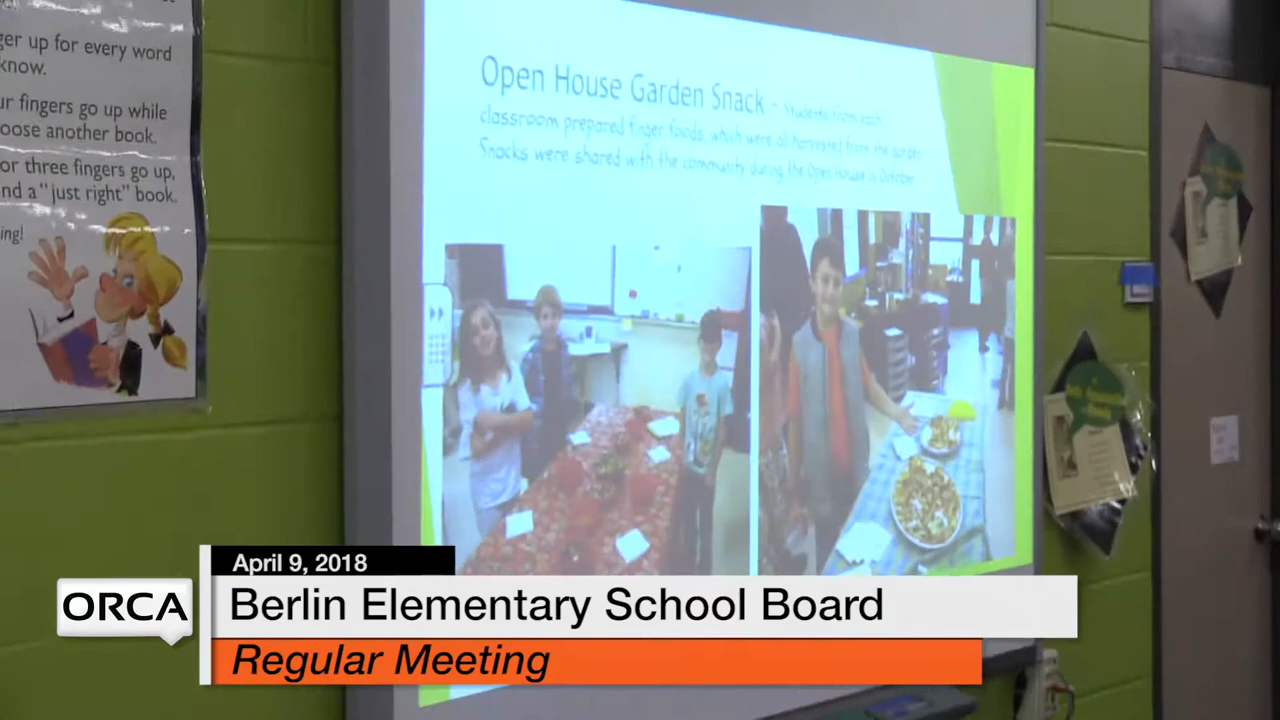 ger up for every word
know.
ur fingers go up while
oose another book.
or three fingers go up,
nd a "just right" book.
ing!
Open House Garden Snack - Students from each
classroom prepared finger foods, which were all harvested from the garden.
Snacks were shared with the community during the Open House in October.
April 9, 2018
ORCA
Berlin Elementary School Board
Regular Meeting